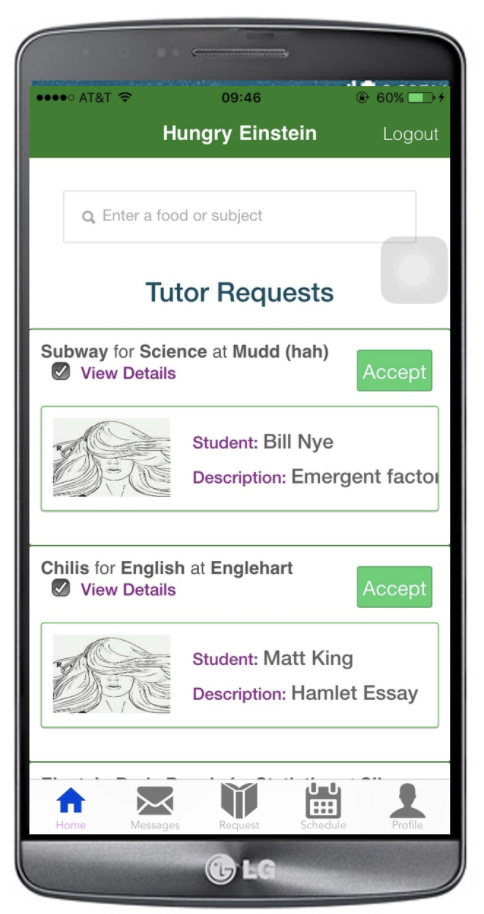 AT&T 09:46 60%
Hungry Einstein Logout
Enter a food or subject
Tutor Requests
Subway for Science at Mudd (hah)
View Details
Accept
Student: Bill Nye
Description: Emergent factor
Chilis for English at Englehart
View Details
Accept
Student: Matt King
Description: Hamlet Essay
Home Messages Request Schedule Profile
LG